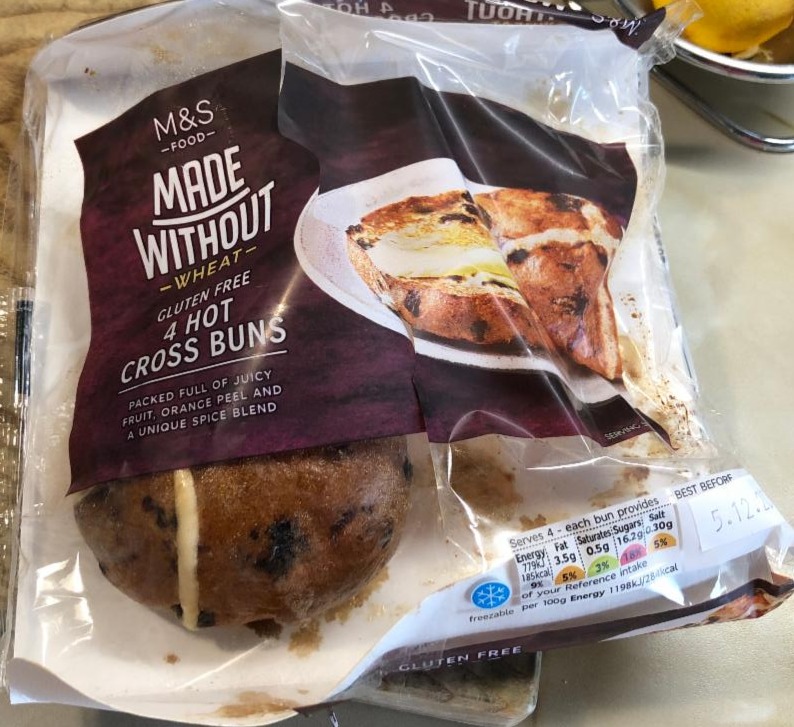 M&S
-FOOD-
MADE
WITHOUT
-WHEAT-
GLUTEN FREE
4 HOT
CROSS BUNS
PACKED FULL OF JUICY
FRUIT, ORANGE PEEL AND
A UNIQUE SPICE BLEND
SERVING
Serves 4 - each bun provides
BEST BEFORE
5.12.
Energy Fat Saturates Sugars Salt
779kJ 3.5g 0.5g 16.2g 0.30g
185kcal
9% 5% 3% 18% 5%
of your Reference intake
per 100g Energy 1198kJ/284kcal
freezable
GLUTEN FREE